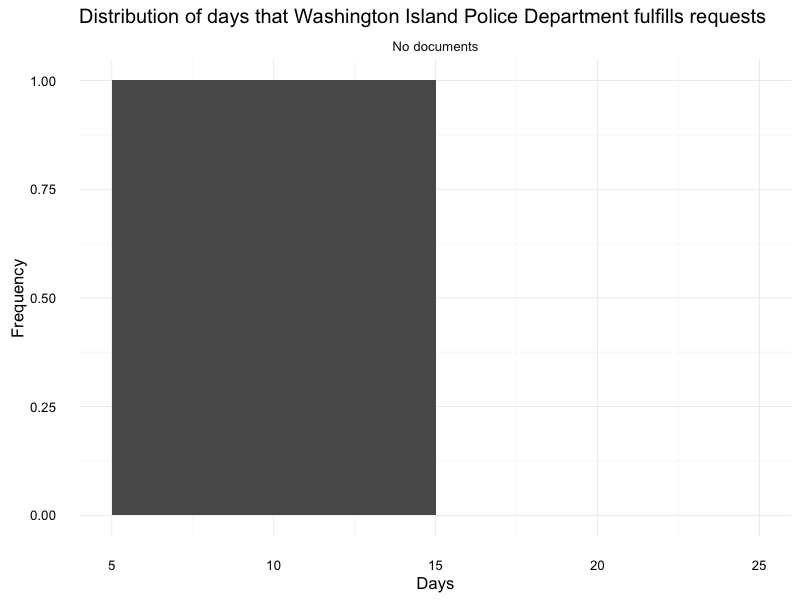 Distribution of days that Washington Island Police Department fulfills requests
No documents
1.00
0.75
0.50
0.25
0.00
Frequency
5 10 15 20 25
Days